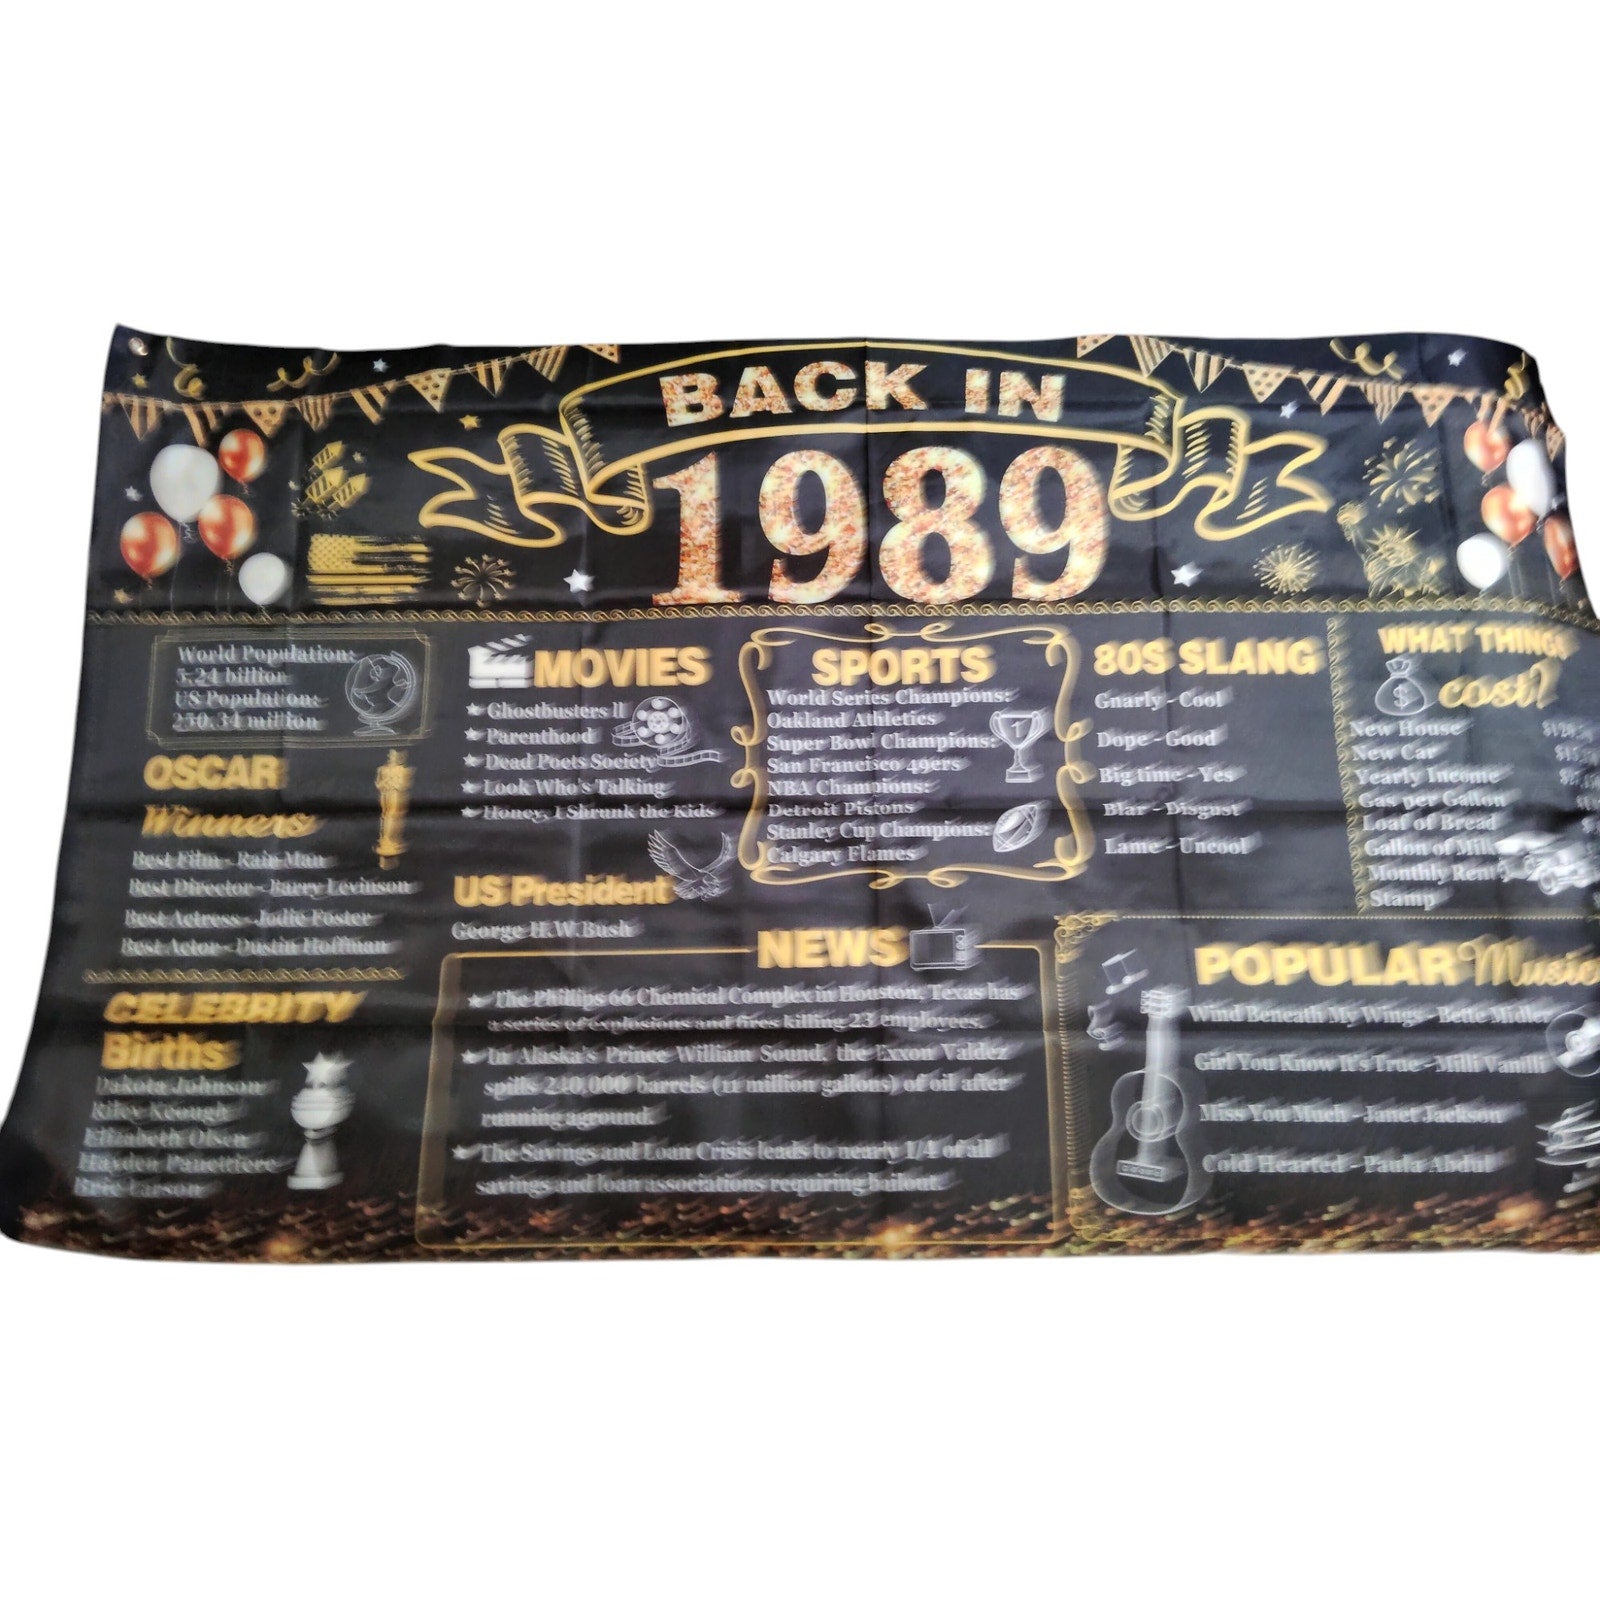 BACK IN
1989
World Population:
5.24 billion
US Population:
250.34 million
OSCAR
Winners
Best Film - Rain Man
Best Director - Barry Levinson
Best Actress - Jodie Foster
Best Actor - Dustin Hoffman
CELEBRITY
Births
Dakota Johnson
Riley Keough
Elizabeth Olsen
Hayden Panettiere
Brie Larson
MOVIES
Ghostbusters ll
Parenthood
Dead Poets Society
Look Who's Talking
Honey, I Shrunk the Kids
US President
George H.W. Bush
SPORTS
World Series Champions:
Oakland Athletics
Super Bowl Champions:
San Francisco 49ers
NBA Champions:
Detroit Pistons
Stanley Cup Champions:
Calgary Flames
80S SLANG
Gnarly - Cool
Dope - Good
Big time - Yes
Blar - Disgust
Lame - Uncool
WHAT THINGS
cost?
New House
New Car
Yearly Income
Gas per Gallon
Loaf of Bread
Gallon of Milk
Monthly Rent
Stamp
NEWS
The Phillips 66 Chemical Complex in Houston, Texas has
a series of explosions and fires killing 23 employees.
In Alaska's Prince William Sound, the Exxon Valdez
spills 240,000 barrels (11 million gallons) of oil after
running aground.
The Savings and Loan Crisis leads to nearly 1/4 of all
savings and loan associations requiring bailout.
POPULAR Music
Wind Beneath My Wings - Bette Midler
Girl You Know It's True - Milli Vanilli
Miss You Much - Janet Jackson
Cold Hearted - Paula Abdul